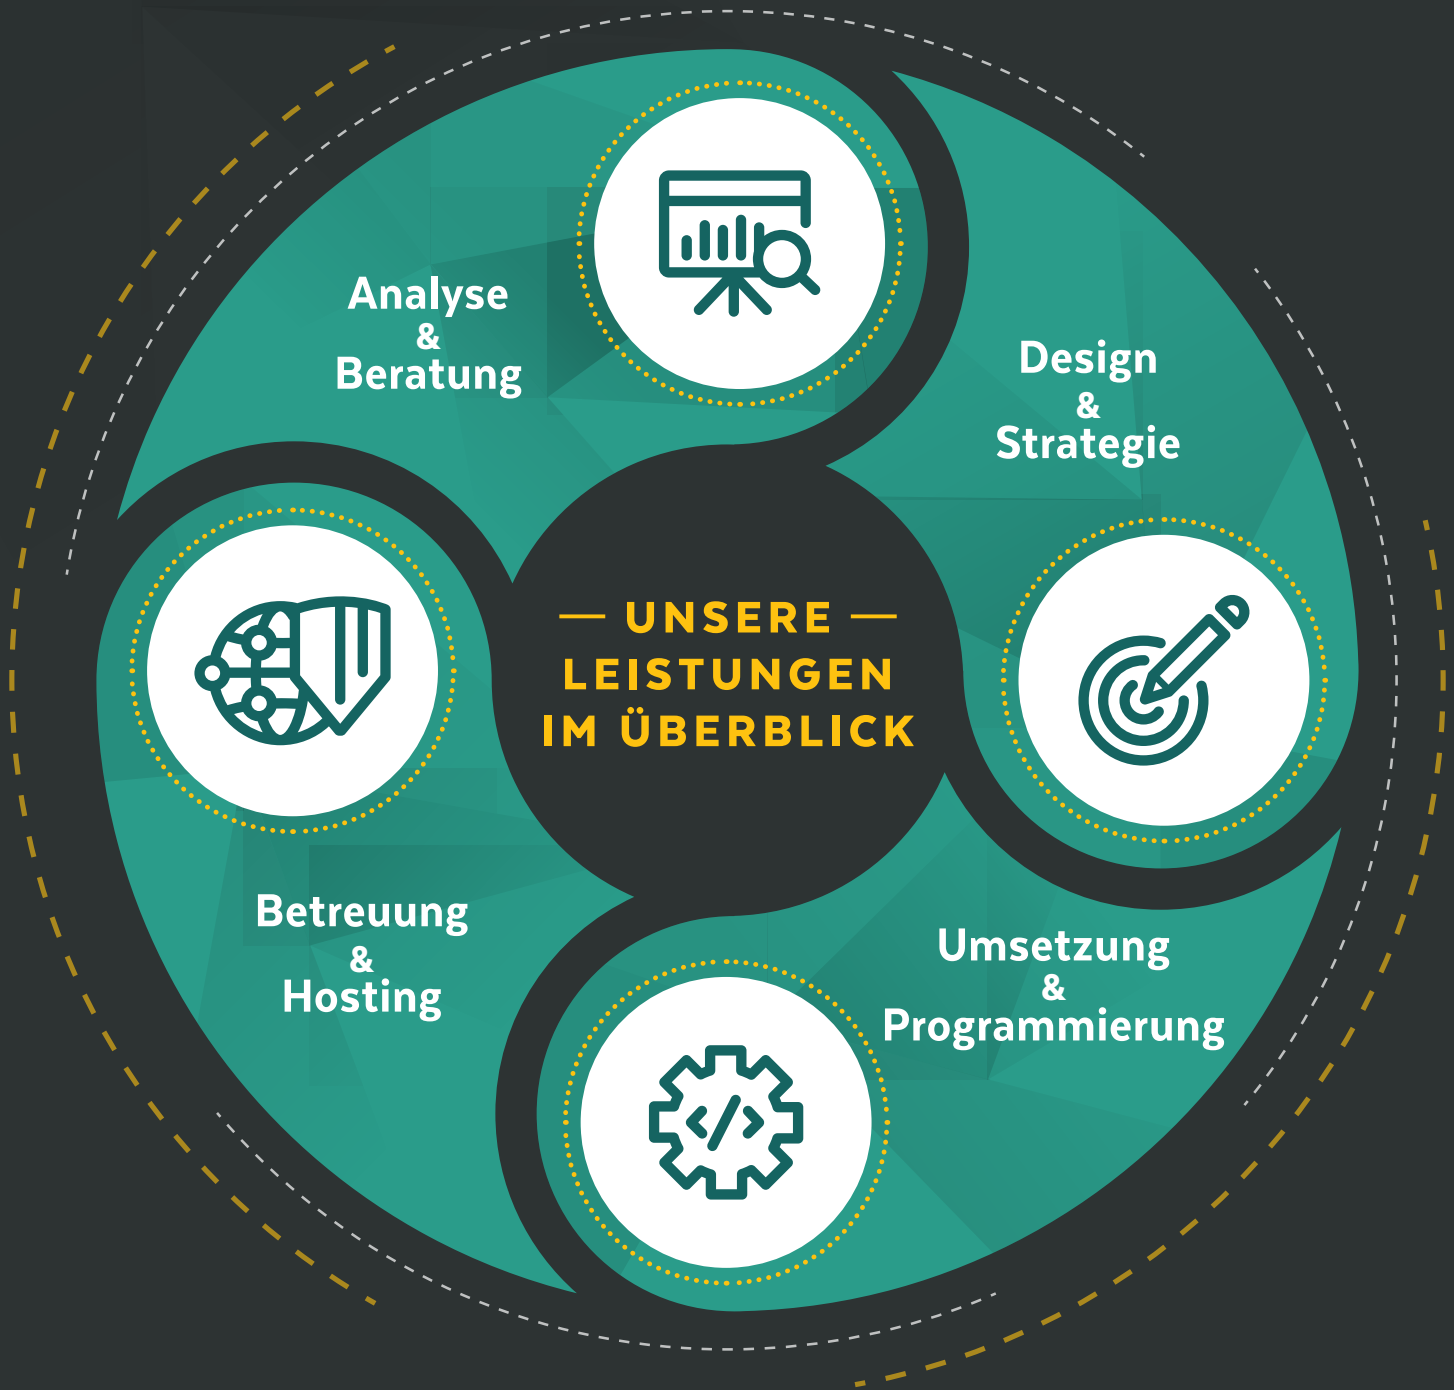 Analyse
&
Beratung
Design
&
Strategie
— UNSERE —
LEISTUNGEN
IM ÜBERBLICK
Betreuung
&
Hosting
Umsetzung
&
Programmierung